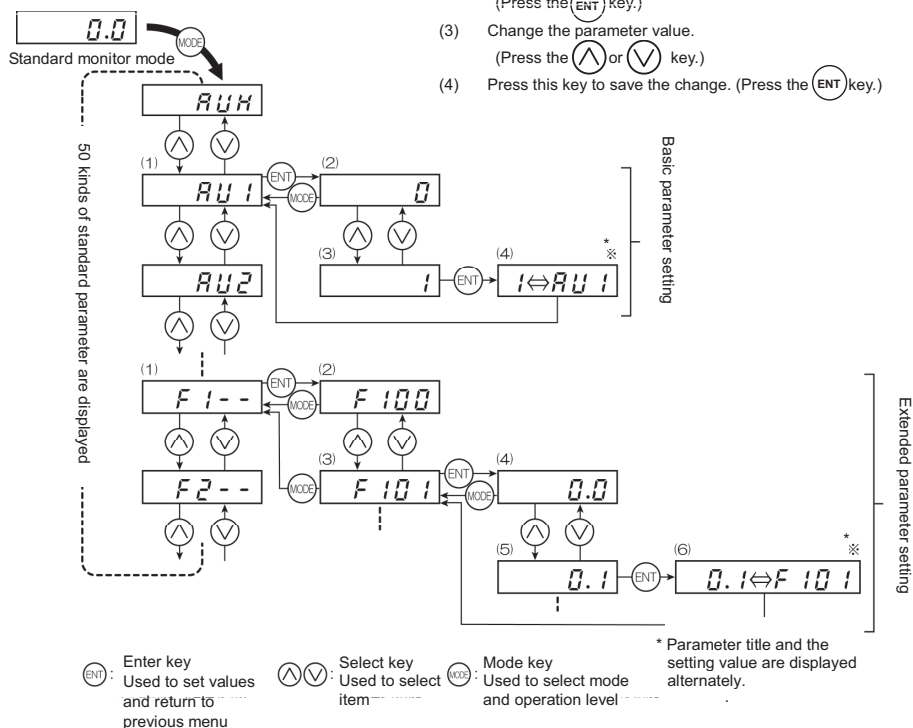 (Press the ENT key.)
(3) Change the parameter value.
(Press the or key.)
(4) Press this key to save the change. (Press the ENT key.)
0.0
MODE
Standard monitor mode
AUH
50 kinds of standard parameter are displayed
(1)
AU1
ENT
MODE
(2)
0
AU2
(3)
1
ENT
(4)
* ※
1⇔AU1
Basic parameter setting
(1)
F1--
ENT
MODE
(2)
F100
F2--
MODE
(3)
F101
ENT
MODE
(4)
0.0
(5)
0.1
ENT
(6)
* ※
0.1⇔F101
Extended parameter setting
* Parameter title and the
setting value are displayed
alternately.
ENT : Enter key
Used to set values
and return to
previous menu
: Select key
Used to select
item
MODE : Mode key
Used to select mode
and operation level